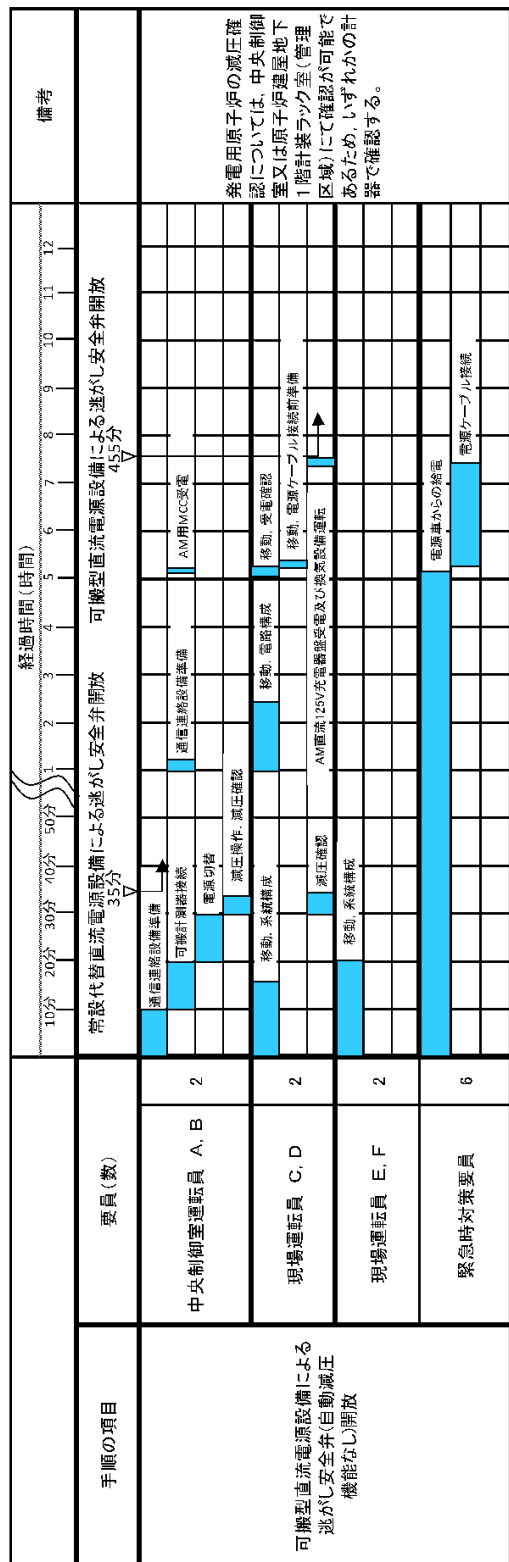 経過時間(時間)
備考
10分 20分 30分 40分 50分 1 2 3 4 5 6 7 8 9 10 11 12
手順の項目
要員(数)
常設代替直流電源設備による逃がし安全弁開放
35分
可搬型直流電源設備による逃がし安全弁開放
455分
可搬型直流電源設備による
逃がし安全弁(自動減圧
機能なし)開放
中央制御室運転員 A, B
2
通信連絡設備準備
可搬計測器接続
電源切替
減圧操作, 減圧確認
通信連絡設備準備
AM用MCC受電
現場運転員 C, D
2
移動, 系統構成
減圧確認
移動, 電路構成
移動, 受電確認
移動, 電源ケーブル接続前準備
AM直流125V充電器盤受電及び換気設備運転
現場運転員 E, F
2
移動, 系統構成
緊急時対策要員
6
電源車からの給電
電源ケーブル接続
発電用原子炉の減圧確
認については, 中央制御
室又は原子炉建屋地下
1階計装ラック室(管理
区域)にて確認が可能で
あるため, いずれかの計
器で確認する。